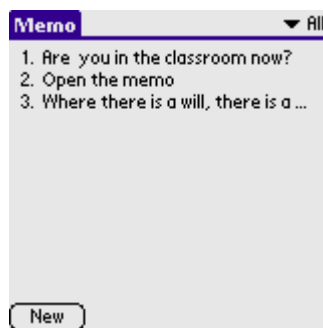 Memo ▼ All
1. Are you in the classroom now?
2. Open the memo
3. Where there is a will, there is a ...
New